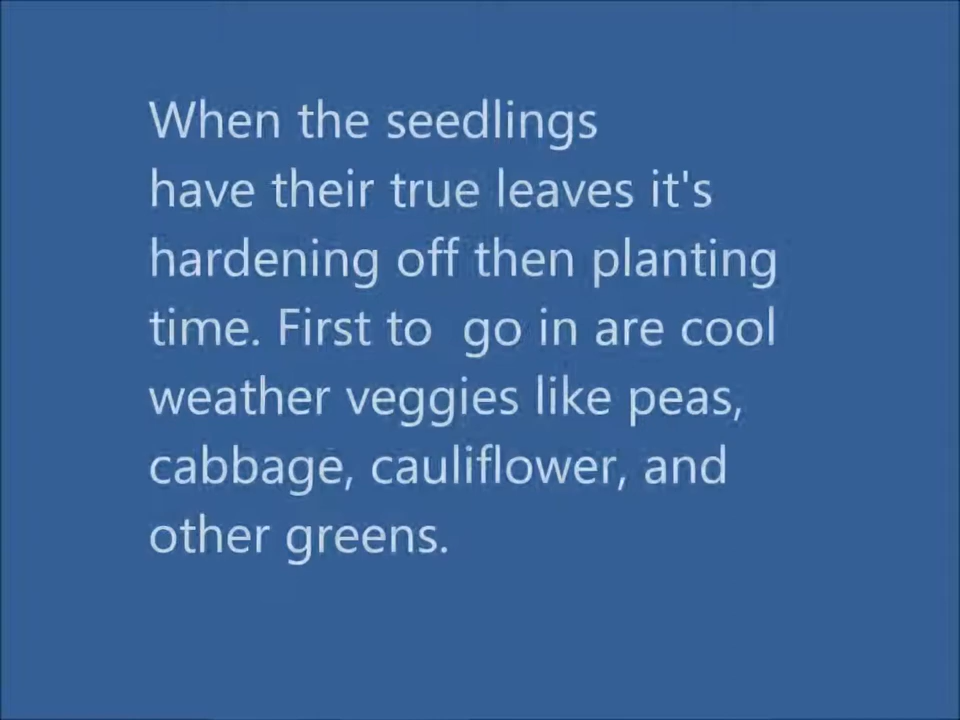 When the seedlings
have their true leaves it's
hardening off then planting
time. First to  go in are cool
weather veggies like peas,
cabbage, cauliflower, and
other greens.